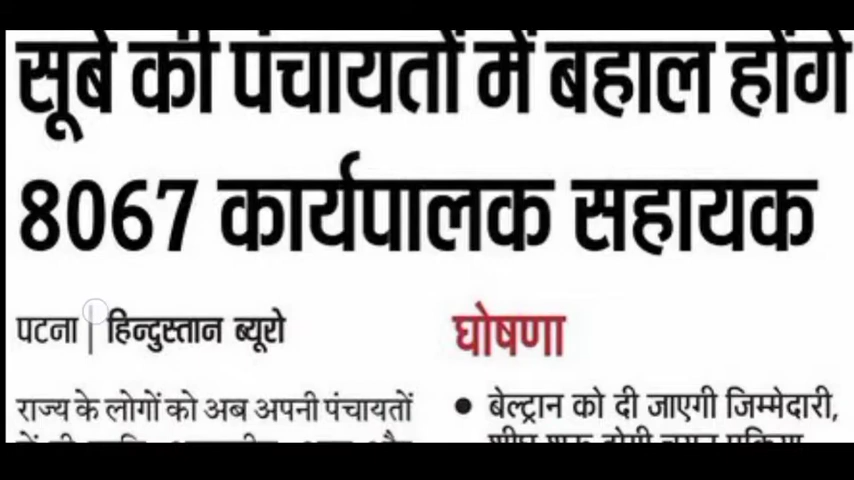 सूबे की पंचायतों में बहाल होंगे
8067 कार्यपालक सहायक
पटना | हिन्दुस्तान ब्यूरो
घोषणा
राज्य के लोगों को अब अपनी पंचायतों
• बेल्ट्रान को दी जाएगी जिम्मेदारी,